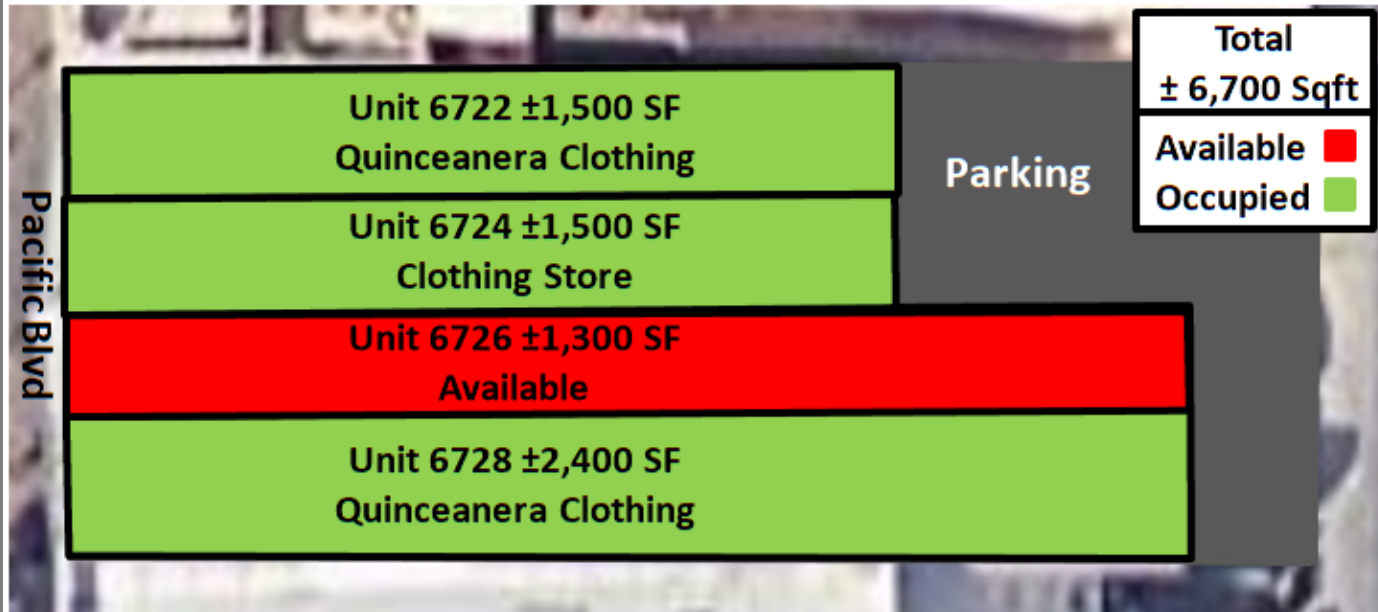 Total
± 6,700 Sqft
Available
Occupied
Unit 6722 ±1,500 SF
Quinceanera Clothing
Parking
Pacific Blvd
Unit 6724 ±1,500 SF
Clothing Store
Unit 6726 ±1,300 SF
Available
Unit 6728 ±2,400 SF
Quinceanera Clothing